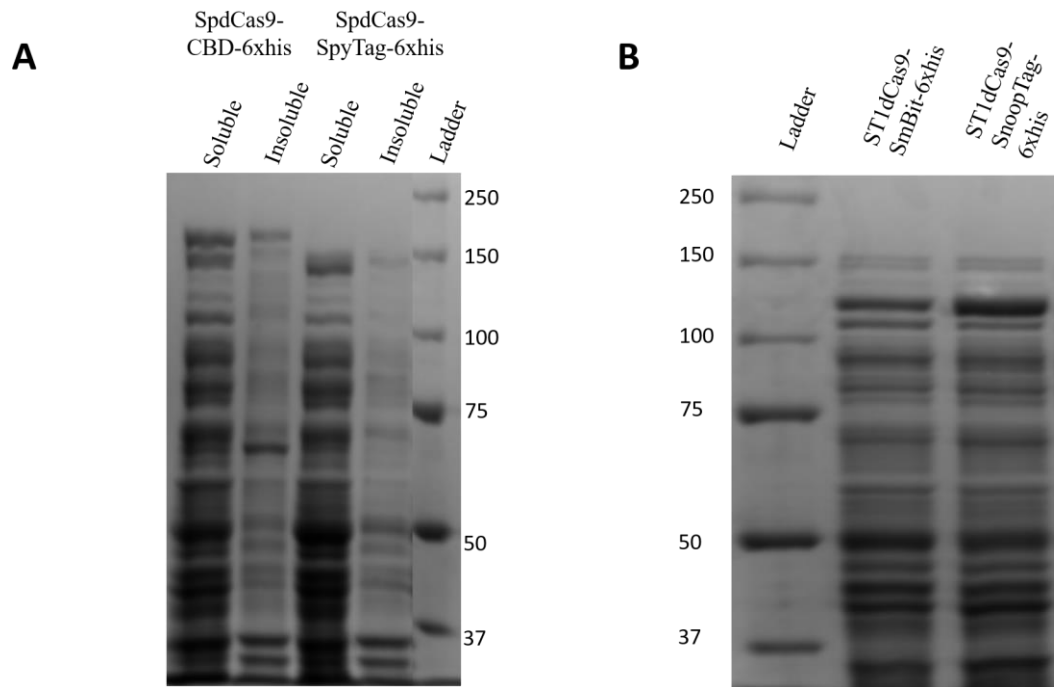 A
SpdCas9-
CBD-6xhis
SpdCas9-
SpyTag-6xhis
Soluble
Insoluble
Soluble
Insoluble
Ladder
250
150
100
75
50
37
B
Ladder
ST1dCas9-
SmBit-6xhis
ST1dCas9-
SnoopTag-
6xhis
250
150
100
75
50
37